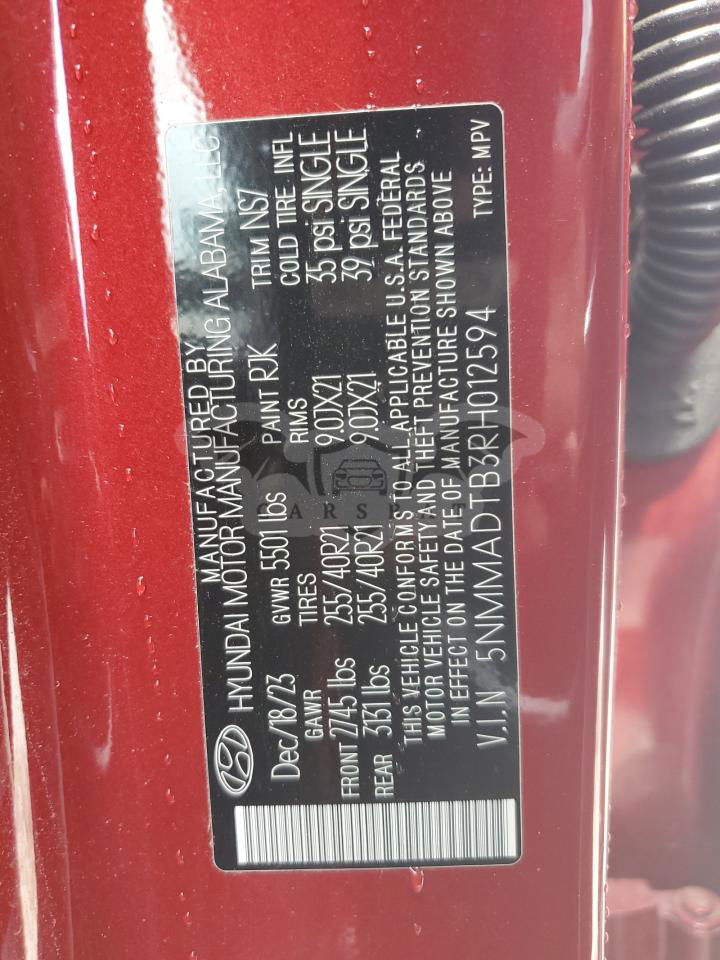 MANUFACTURED BY
HYUNDAI MOTOR MANUFACTURING ALABAMA, LLC
Dec/18/23 GVWR 5501 lbs PAINT RJK TRIM NS7
GAWR TIRES RIMS COLD TIRE INFL
FRONT 2745 lbs 255/40R21 9.0JX21 35 psi SINGLE
REAR 3131 lbs 255/40R21 9.0JX21 39 psi SINGLE
THIS VEHICLE CONFORMS TO ALL APPLICABLE U.S.A. FEDERAL
MOTOR VEHICLE SAFETY AND THEFT PREVENTION STANDARDS
IN EFFECT ON THE DATE OF MANUFACTURE SHOWN ABOVE
V.I.N 5NMMADTB3RH012594 TYPE: MPV
CARSPAT